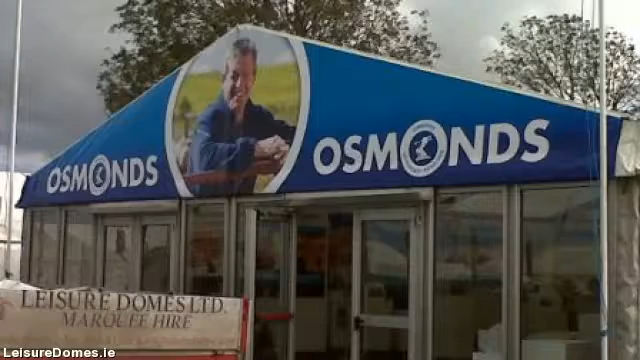 OSMONDS
OSMONDS
LEISURE DOMES LTD.
MARQUEE HIRE
LeisureDomes.ie